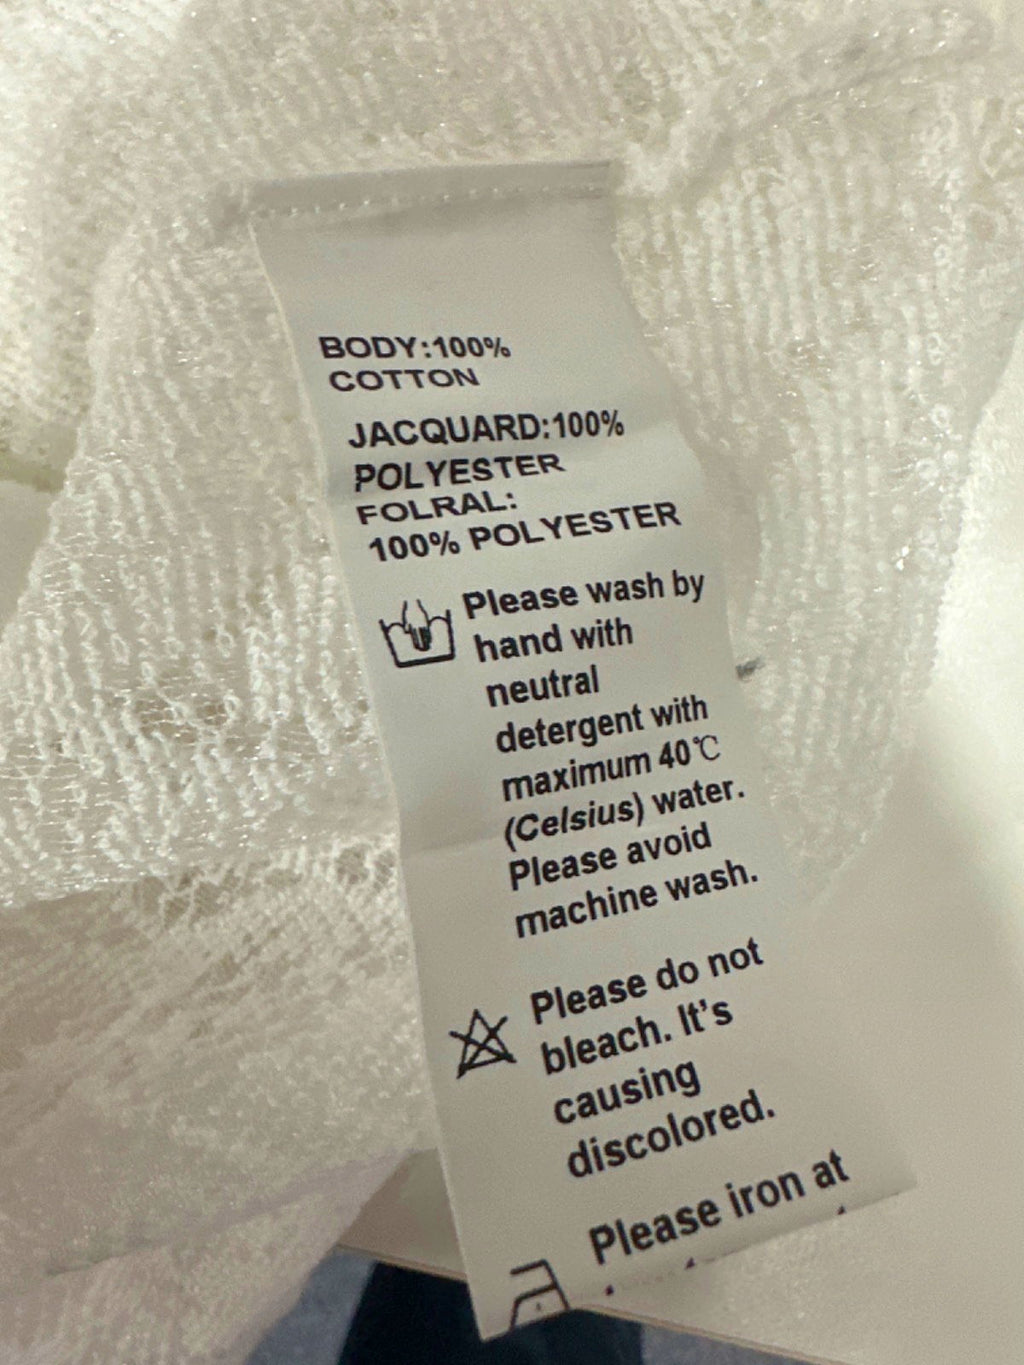 BODY:100%
COTTON
JACQUARD:100%
POLYESTER
FOLRAL:
100% POLYESTER
Please wash by
hand with
neutral
detergent with
maximum 40℃
(Celsius) water.
Please avoid
machine wash.
Please do not
bleach. It's
causing
discolored.
Please iron at